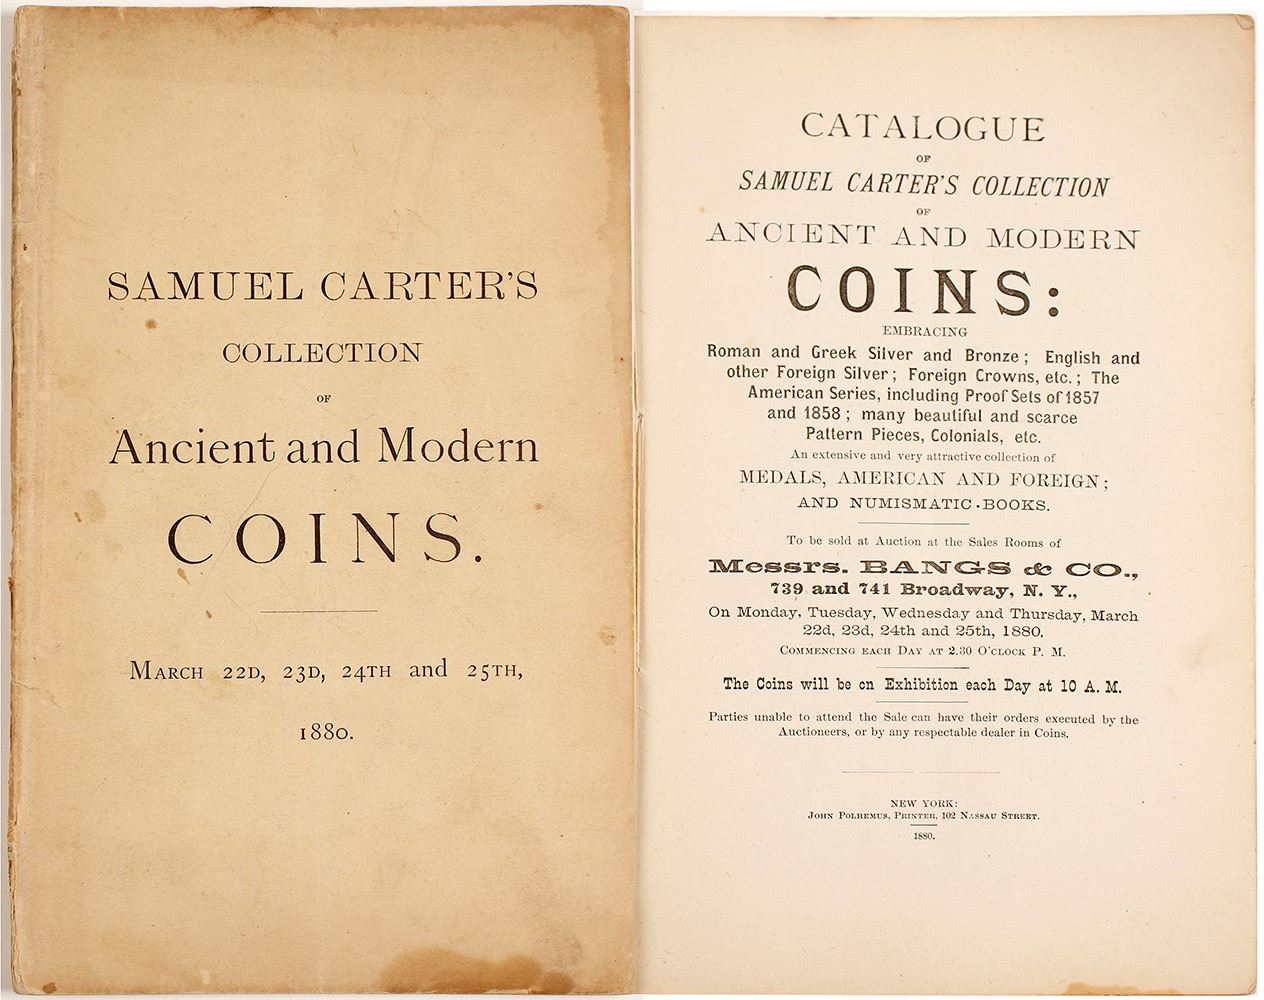 SAMUEL CARTER'S
COLLECTION
OF
Ancient and Modern
COINS.
MARCH 22D, 23D, 24TH and 25TH,
1880.
CATALOGUE
OF
SAMUEL CARTER'S COLLECTION
OF
ANCIENT AND MODERN
COINS:
EMBRACING
Roman and Greek Silver and Bronze; English and
other Foreign Silver; Foreign Crowns, etc.; The
American Series, including Proof Sets of 1857
and 1858; many beautiful and scarce
Pattern Pieces, Colonials, etc.
An extensive and very attractive collection of
MEDALS, AMERICAN AND FOREIGN;
AND NUMISMATIC·BOOKS.
To be sold at Auction at the Sales Rooms of
Messrs. BANGS & CO.,
739 and 741 Broadway, N. Y.,
On Monday, Tuesday, Wednesday and Thursday, March
22d, 23d, 24th and 25th, 1880,
COMMENCING EACH DAY AT 2.30 O'CLOCK P. M.
The Coins will be on Exhibition each Day at 10 A. M.
Parties unable to attend the Sale can have their orders executed by the
Auctioneers, or by any respectable dealer in Coins.
NEW YORK:
JOHN POLHEMUS, PRINTER, 102 NASSAU STREET.
1880.